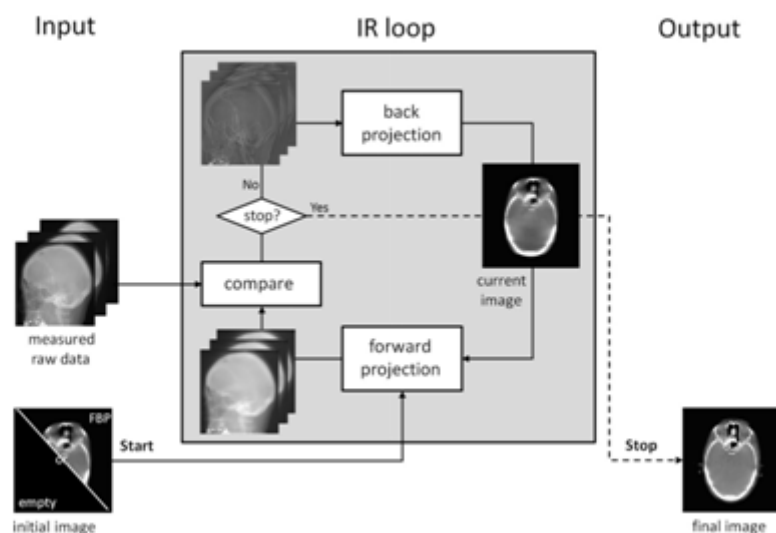 Input
IR loop
Output
back
projection
No
stop?
Yes
compare
current
image
measured
raw data
forward
projection
FBP
Start
empty
initial image
Stop
final image